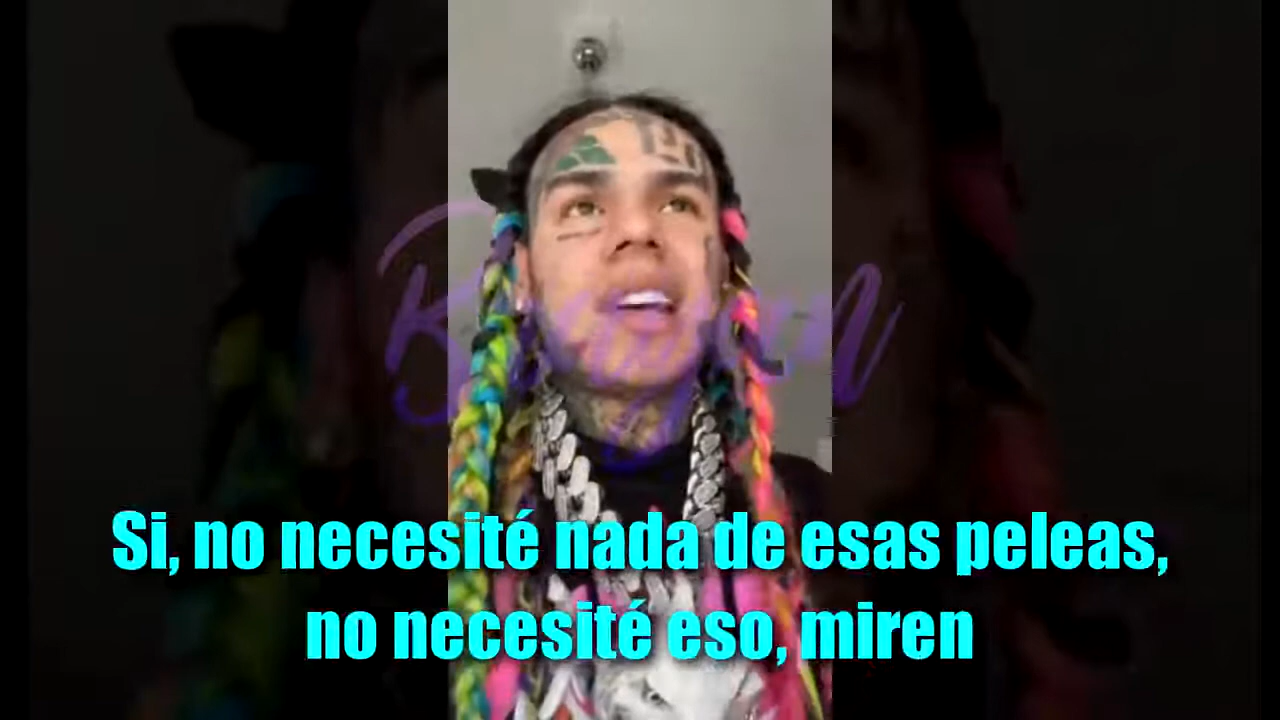 Si, no necesité nada de esas peleas,
no necesité eso, miren